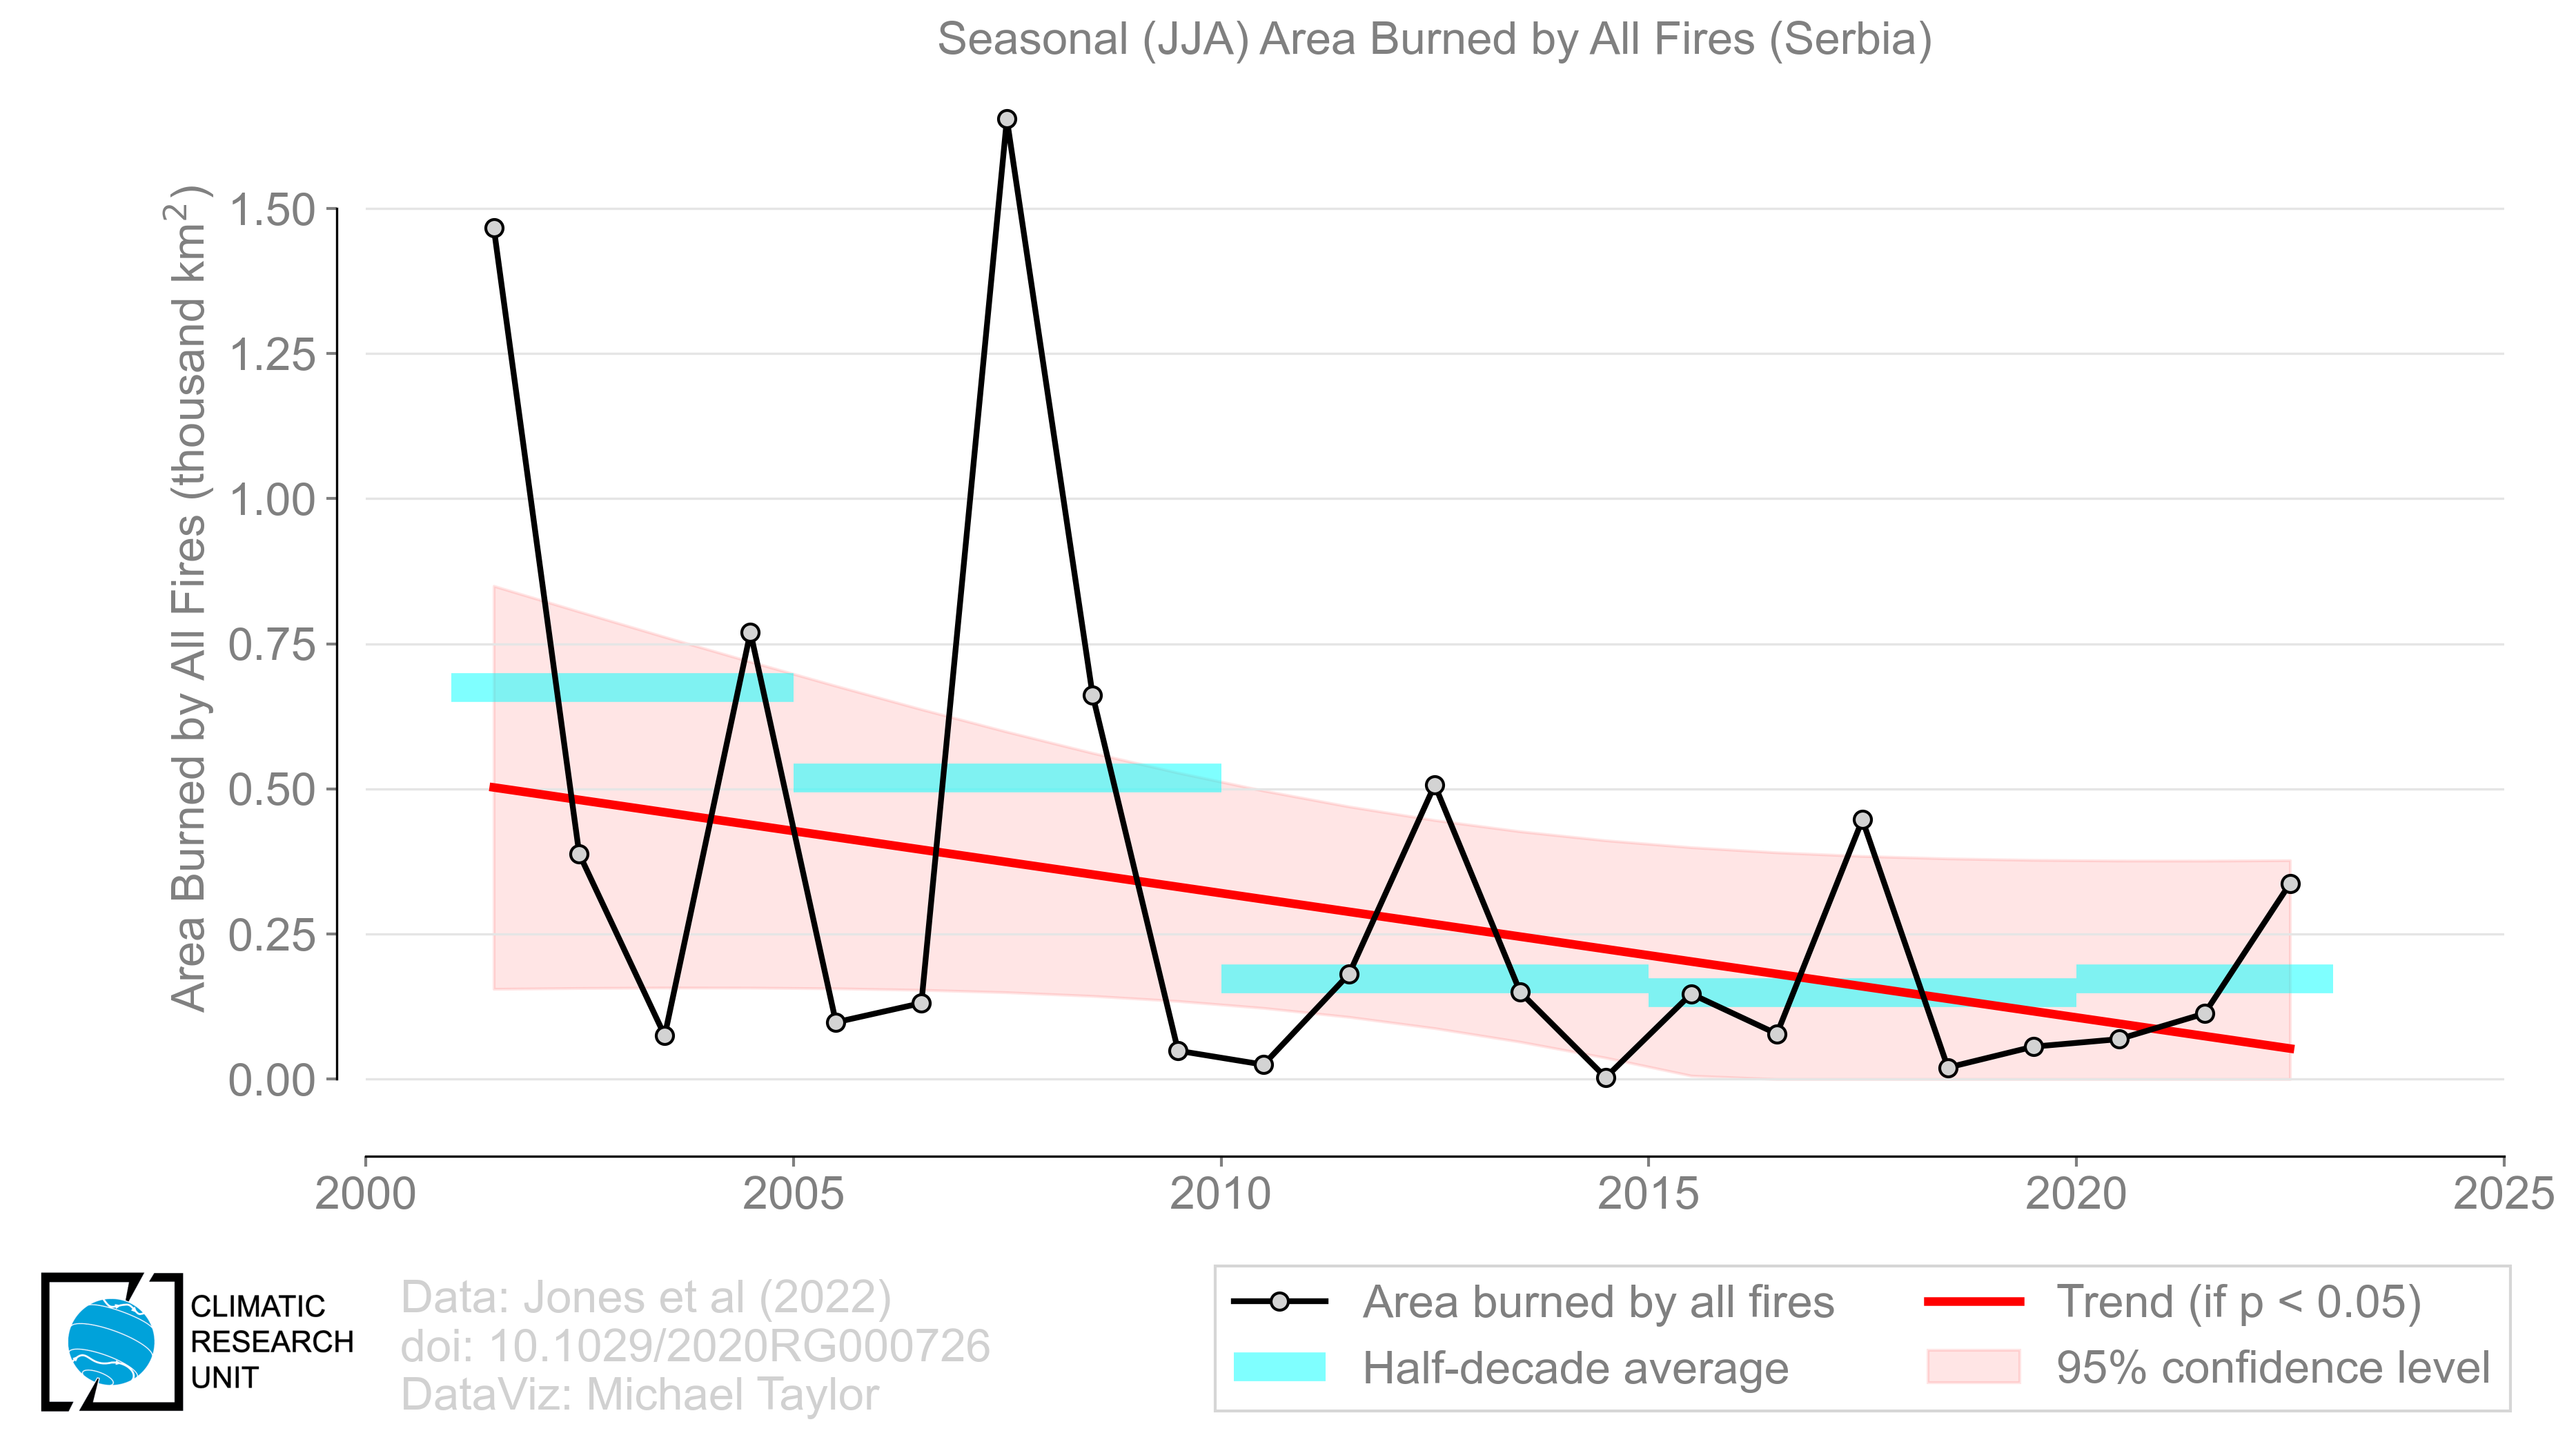 Seasonal (JJA) Area Burned by All Fires (Serbia)
Area Burned by All Fires (thousand km²)
1.50
1.25
1.00
0.75
0.50
0.25
0.00
2000 2005 2010 2015 2020 2025
CLIMATIC
RESEARCH
UNIT
Data: Jones et al (2022)
doi: 10.1029/2020RG000726
DataViz: Michael Taylor
Area burned by all fires
Half-decade average
Trend (if p < 0.05)
95% confidence level